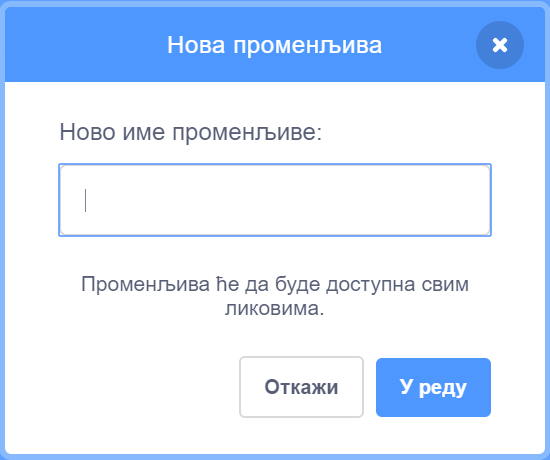 Нова променљива
Ново име променљиве:
Променљива ће да буде доступна свим
ликовима.
Откажи
У реду